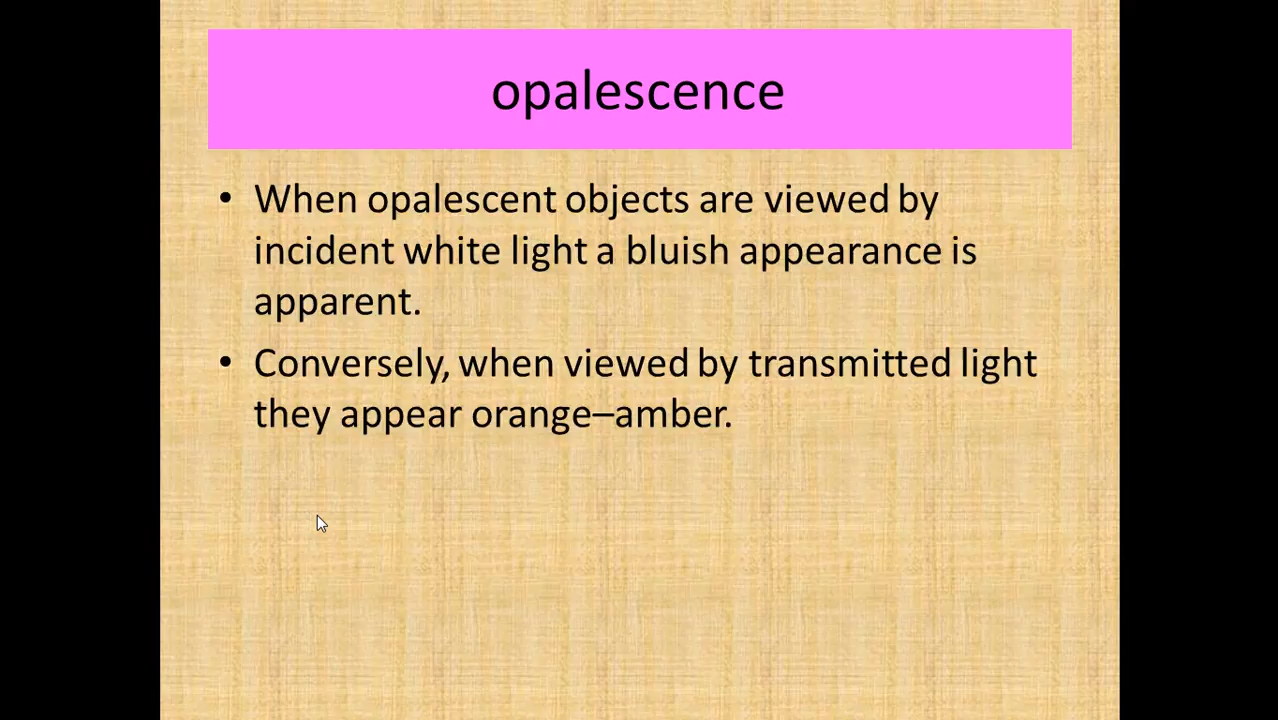 opalescence
• When opalescent objects are viewed by
incident white light a bluish appearance is
apparent.
• Conversely, when viewed by transmitted light
they appear orange–amber.